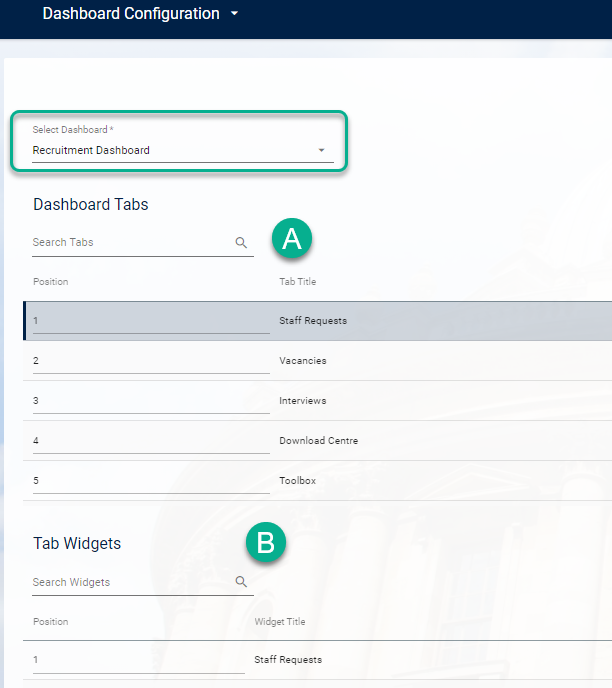 Dashboard Configuration
Select Dashboard *
Recruitment Dashboard
Dashboard Tabs
Search Tabs
A
Position Tab Title
1 Staff Requests
2 Vacancies
3 Interviews
4 Download Centre
5 Toolbox
Tab Widgets
B
Search Widgets
Position Widget Title
1 Staff Requests